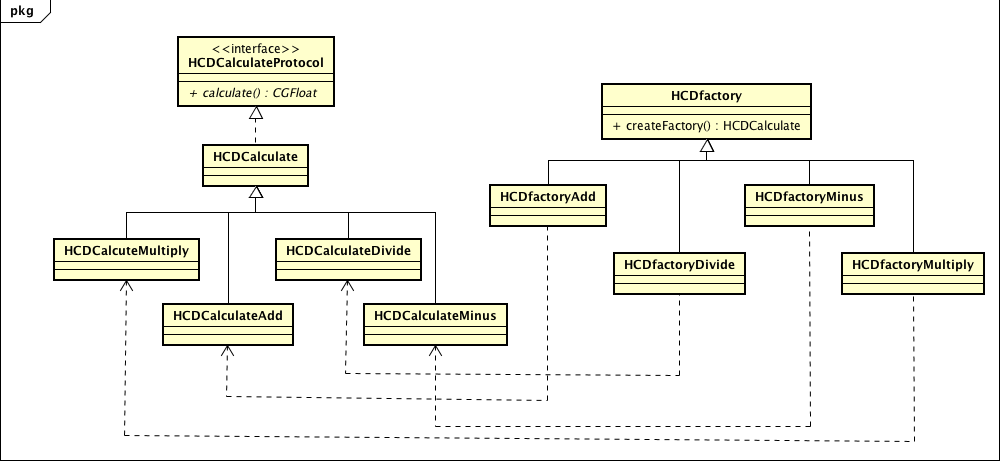 pkg
<<interface>>
HCDCalculateProtocol
+ calculate() : CGFloat
HCDCalculate
HCDCalcuteMultiply
HCDCalculateDivide
HCDCalculateAdd
HCDCalculateMinus
HCDfactory
+ createFactory() : HCDCalculate
HCDfactoryAdd
HCDfactoryMinus
HCDfactoryDivide
HCDfactoryMultiply